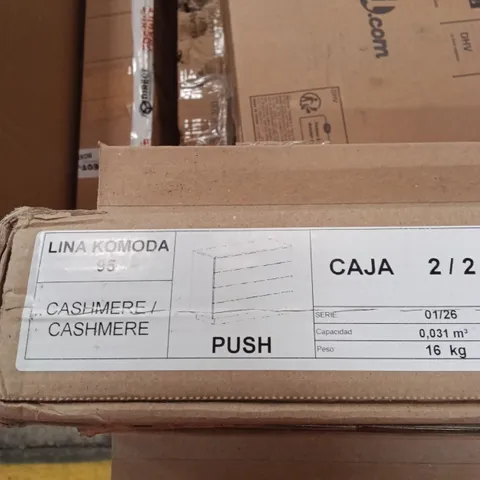 .com
DHV
LINA KOMODA
95
CASHMERE /
CASHMERE
PUSH
CAJA 2 / 2
SERIE 01/26
Capacidad 0,031 m³
Peso 16 kg